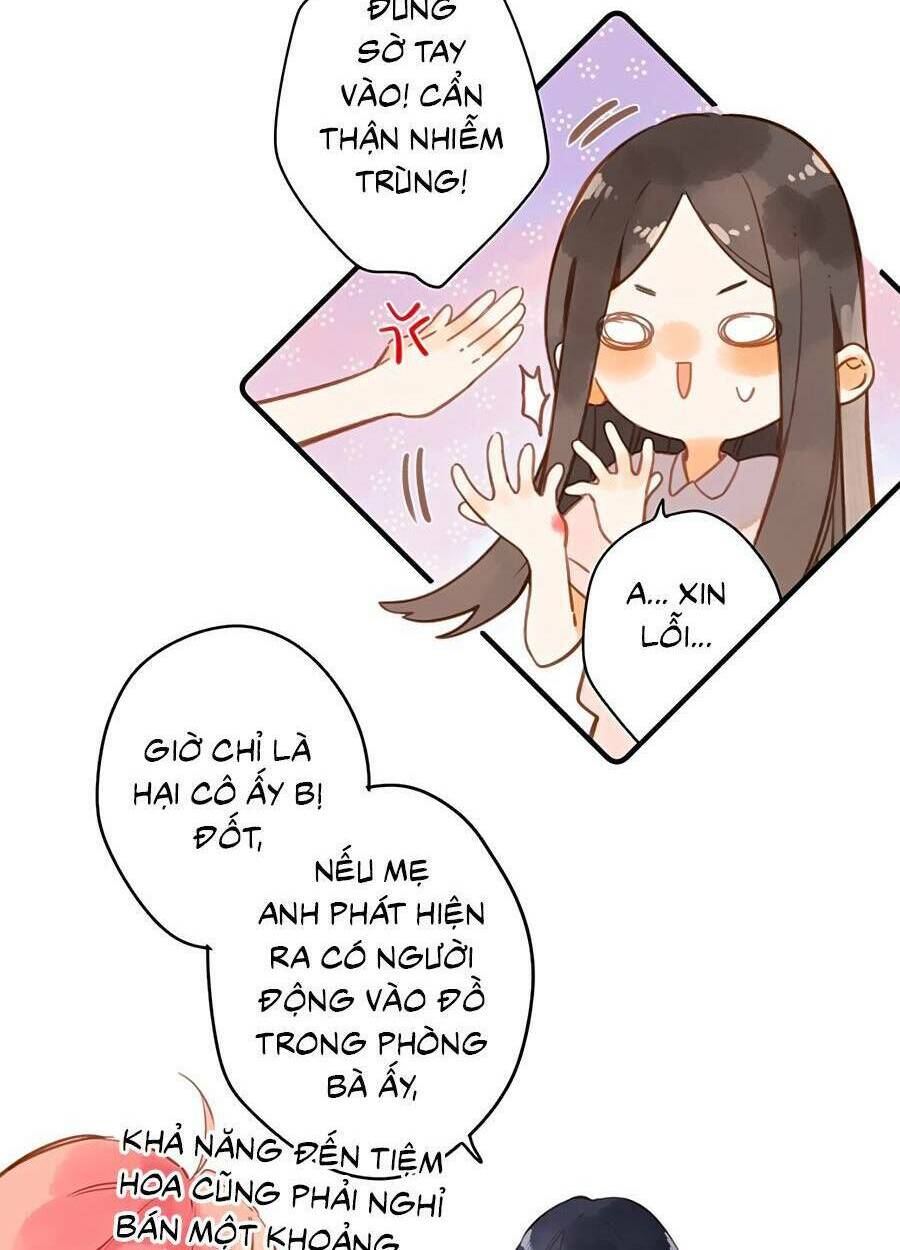 ĐỪNG
SỜ TAY
VÀO! CẨN
THẬN NHIỄM
TRÙNG!
A... XIN
LỖI...
GIỜ CHỈ LÀ
HẠI CÔ ẤY BỊ
ĐỐT,
NẾU MẸ
ANH PHÁT HIỆN
RA CÓ NGƯỜI
ĐỘNG VÀO ĐỒ
TRONG PHÒNG
BÀ ẤY,
KHẢ NĂNG ĐẾN TIỆM
HOA CŨNG PHẢI NGHỈ
BÁN MỘT KHOẢNG